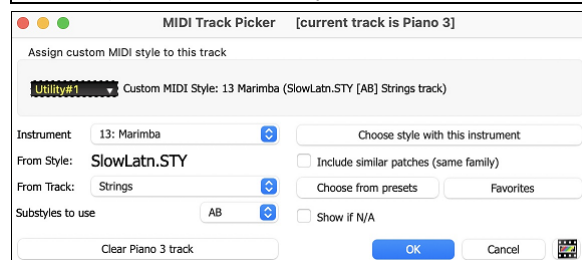 MIDI Track Picker [current track is Piano 3]
Assign custom MIDI style to this track
Utility#1 Custom MIDI Style: 13 Marimba (SlowLatn.STY [AB] Strings track)
Instrument 13: Marimba Choose style with this instrument
From Style: SlowLatn.STY Include similar patches (same family)
From Track: Strings Choose from presets Favorites
Substyles to use AB Show if N/A
Clear Piano 3 track OK Cancel